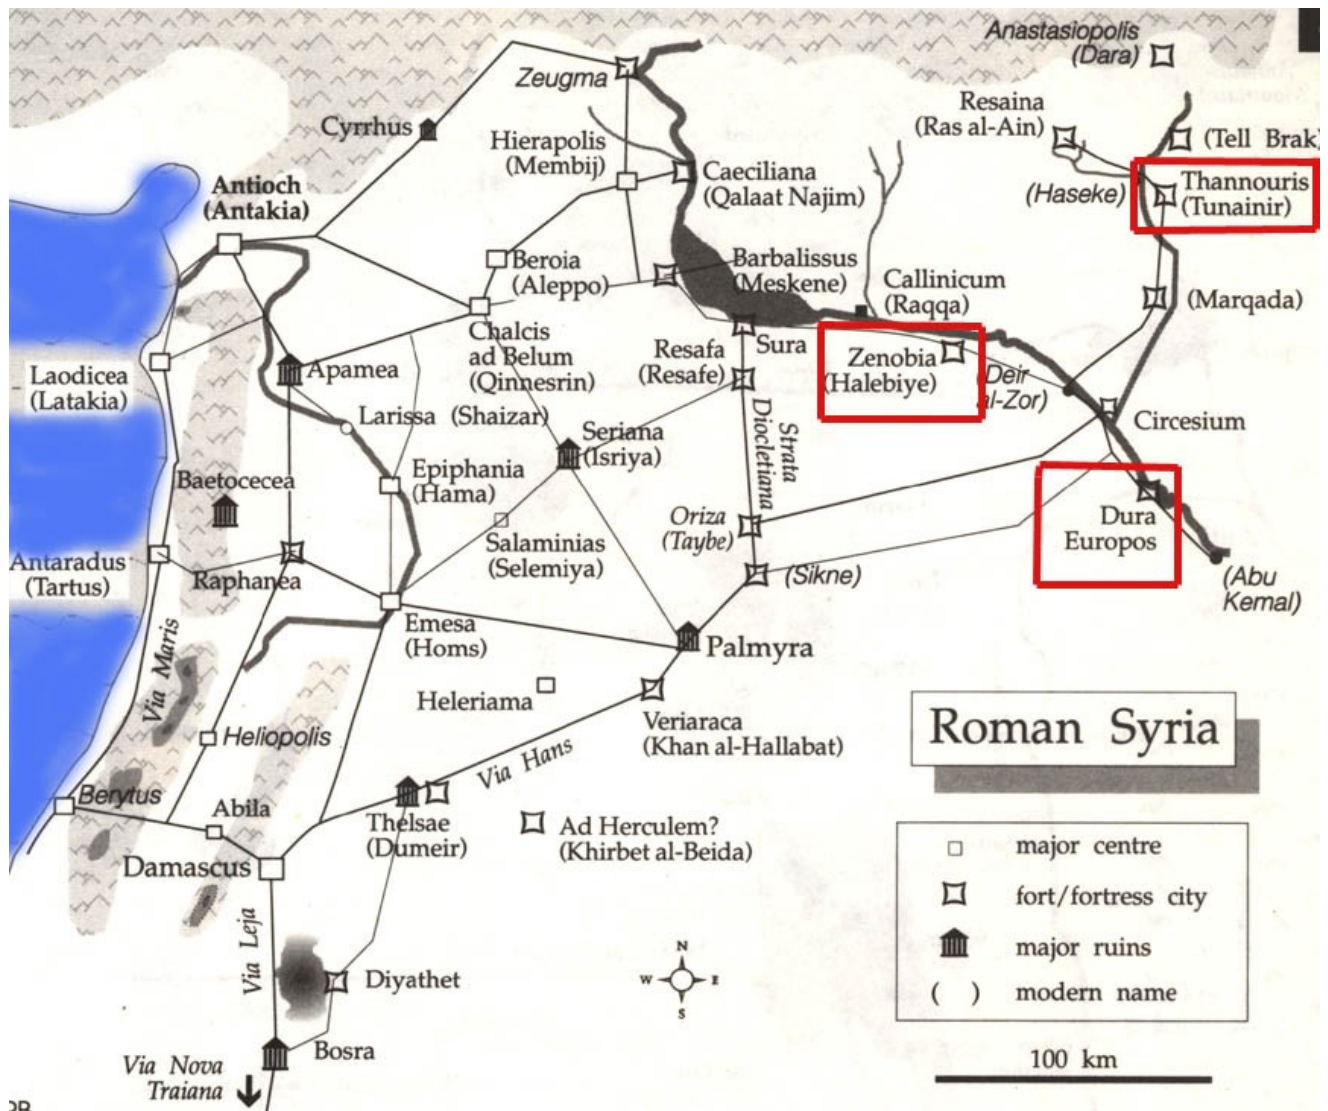 Anastasiopolis
(Dara)
Zeugma
Resaina
(Ras al-Ain)
Cyrrhus
Hierapolis
(Membij)
(Tell Brak)
Caeciliana
(Qalaat Najim)
Thannouris
(Tunainir)
(Haseke)
Antioch
(Antakia)
Beroia
(Aleppo)
Barbalissus
(Meskene)
Callinicum
(Raqqa)
(Marqada)
Chalcis
ad Belum
(Qinnesrin)
Sura
Resafa
(Resafe)
Zenobia
(Halebiye)
(Deir
al-Zor)
Laodicea
(Latakia)
Apamea
Larissa
(Shaizar)
Circesium
Seriana
(Isriya)
Strata
Diocletiana
Epiphania
(Hama)
Baetocecea
Oriza
(Taybe)
Dura
Europos
Salaminias
(Selemiya)
Antaradus
(Tartus)
Raphanea
(Sikne)
(Abu
Kemal)
Emesa
(Homs)
Palmyra
Via Maris
Heleriama
Veriaraca
(Khan al-Hallabat)
Heliopolis
Via Hans
Roman Syria
Berytus
Abila
Thelsae
(Dumeir)
Ad Herculem?
(Khirbet al-Beida)
Damascus
major centre
fort/fortress city
major ruins
( ) modern name
Via Leja
Diyathet
N
W E
S
Bosra
Via Nova
Traiana
100 km